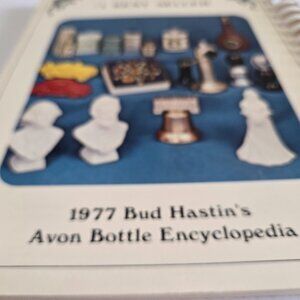 1977 Bud Hastin's
Avon Bottle Encyclopedia